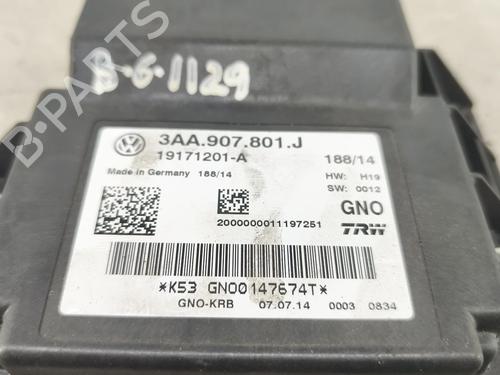 B-PARTS
B-6-1129
3AA.907.801.J
19171201-A
188/14
Made in Germany 188/14
HW: H19
SW: 0012
GNO
2000000011197251
TRW
*K53 GNO0147674T*
GNO-KRB 07.07.14 0003 0834